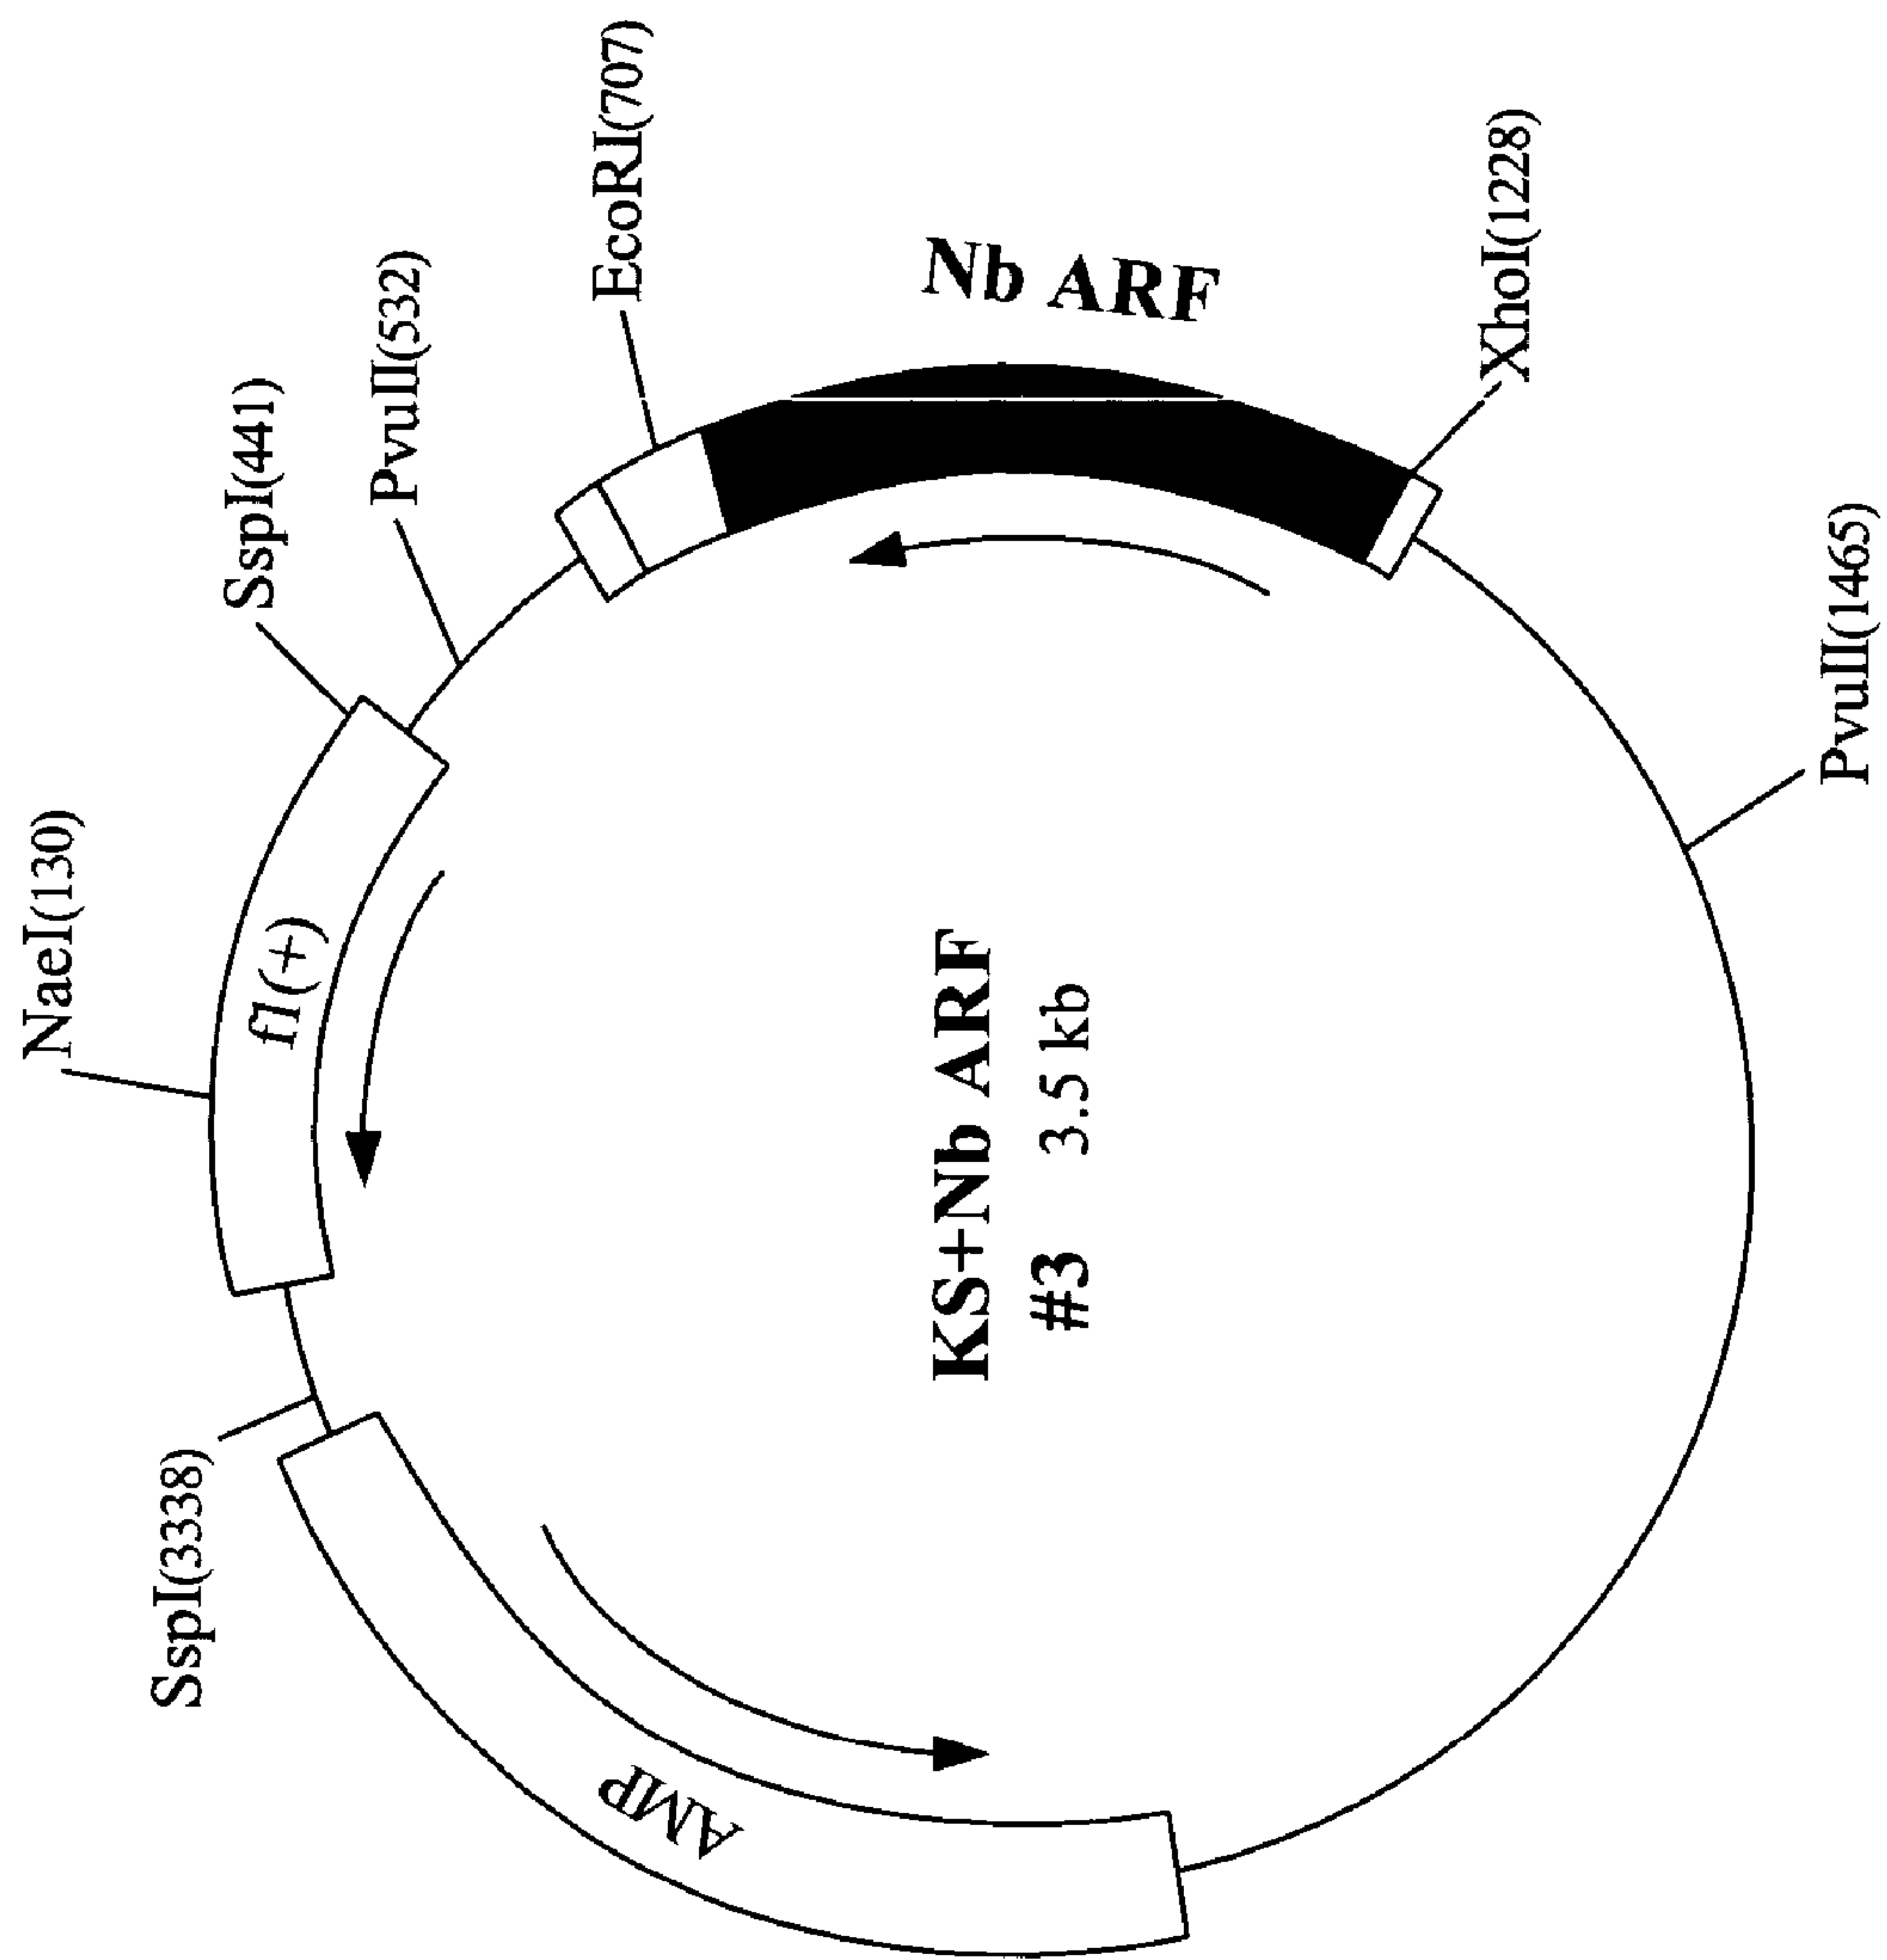 SspI(3338)
NaeI(130)
SspI(441)
PvuII(532)
EcoRI(707)
f1(+)
AMP
Nb ARF
KS+Nb ARF
#3 3.5 kb
XhoI(1228)
PvuII(1465)